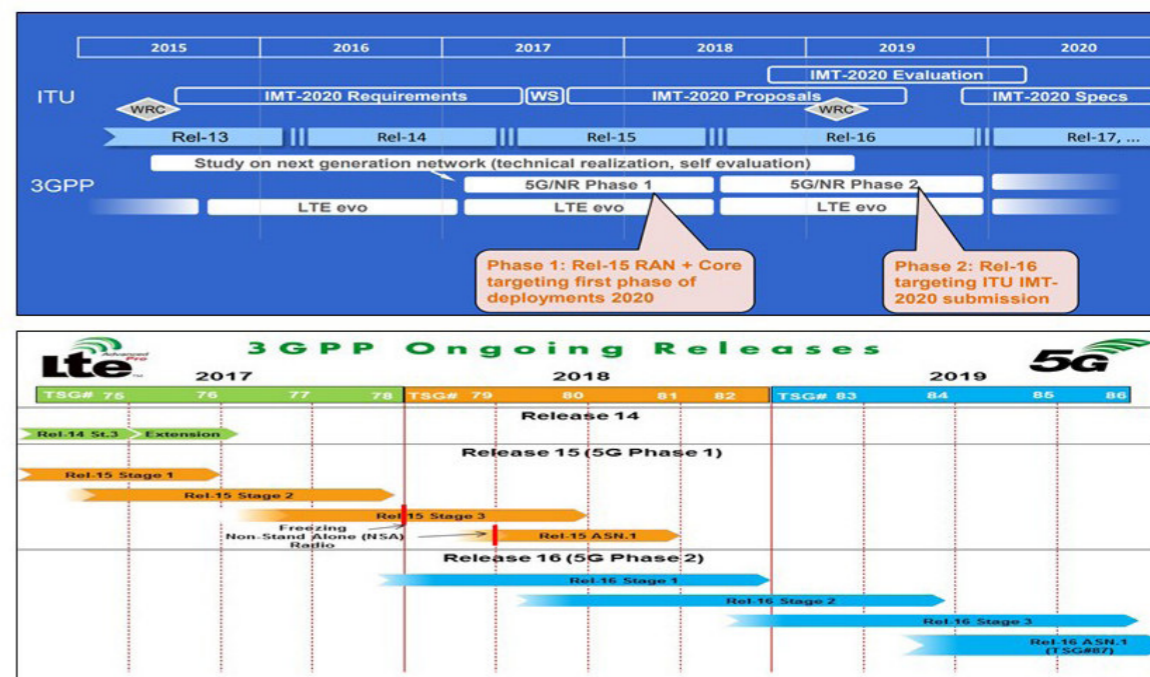 2015 2016 2017 2018 2019 2020
IMT-2020 Evaluation
ITU WRC IMT-2020 Requirements WS IMT-2020 Proposals WRC IMT-2020 Specs
Rel-13 Rel-14 Rel-15 Rel-16 Rel-17, ...
Study on next generation network (technical realization, self evaluation)
3GPP 5G/NR Phase 1 5G/NR Phase 2
LTE evo LTE evo LTE evo
Phase 1: Rel-15 RAN + Core
targeting first phase of
deployments 2020
Phase 2: Rel-16
targeting ITU IMT-
2020 submission
LTE Advanced Pro 3GPP Ongoing Releases 5G
2017 2018 2019
TSG# 75 76 77 78 TSG# 79 80 81 82 TSG# 83 84 85 86
Release 14
Rel-14 St.3 Extension
Release 15 (5G Phase 1)
Rel-15 Stage 1
Rel-15 Stage 2
Rel-15 Stage 3
Freezing
Non-Stand Alone (NSA)
Radio
Rel-15 ASN.1
Release 16 (5G Phase 2)
Rel-16 Stage 1
Rel-16 Stage 2
Rel-16 Stage 3
Rel-16 ASN.1
(TSG#87)